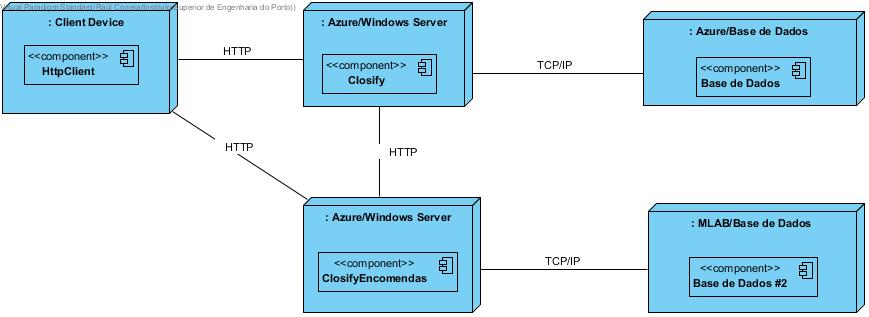 Visual Paradigm Standard(Raúl Correia(Instituto Superior de Engenharia do Porto))
: Client Device
<<component>>
HttpClient
HTTP
: Azure/Windows Server
<<component>>
Closify
TCP/IP
: Azure/Base de Dados
<<component>>
Base de Dados
HTTP
HTTP
: Azure/Windows Server
<<component>>
ClosifyEncomendas
TCP/IP
: MLAB/Base de Dados
<<component>>
Base de Dados #2